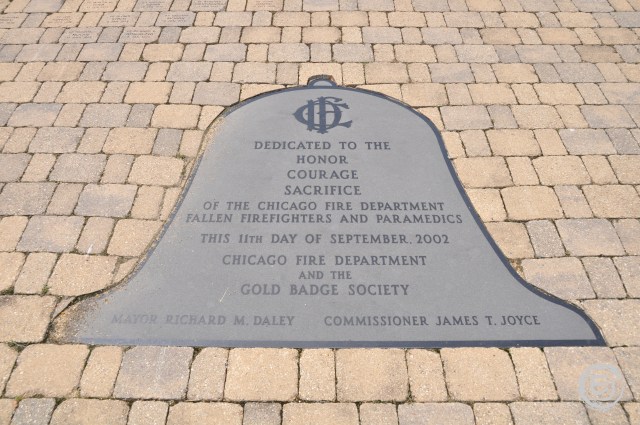 DEDICATED TO THE
HONOR
COURAGE
SACRIFICE
OF THE CHICAGO FIRE DEPARTMENT
FALLEN FIREFIGHTERS AND PARAMEDICS
THIS 11TH DAY OF SEPTEMBER, 2002
CHICAGO FIRE DEPARTMENT
AND THE
GOLD BADGE SOCIETY
MAYOR RICHARD M. DALEY COMMISSIONER JAMES T. JOYCE